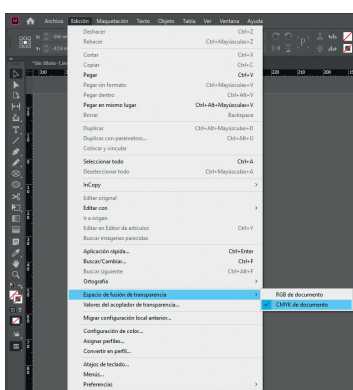 Archivo Edición Maquetación Texto Objeto Tabla Ver Ventana Ayuda
Deshacer Ctrl+Z
Rehacer Ctrl+Mayúsculas+Z
Cortar Ctrl+X
Copiar Ctrl+C
Pegar Ctrl+V
Pegar sin formato Ctrl+Mayúsculas+V
Pegar dentro Ctrl+Alt+V
Pegar en mismo lugar Ctrl+Alt+Mayúsculas+V
Borrar Backspace
Duplicar Ctrl+Alt+Mayúsculas+D
Duplicar con parámetros... Ctrl+Alt+U
Colocar y vincular
Seleccionar todo Ctrl+A
Deseleccionar todo Ctrl+Mayúsculas+A
InCopy
Editar original
Editar con
Ir a origen
Editar en Editor de artículos Ctrl+Y
Buscar imágenes parecidas
Aplicación rápida... Ctrl+Enter
Buscar/Cambiar... Ctrl+F
Buscar siguiente Ctrl+Alt+F
Ortografía
Espacio de fusión de transparencia
RGB de documento
Valores del acoplador de transparencia...
CMYK de documento
Migrar configuración local anterior...
Configuración de color...
Asignar perfiles...
Convertir en perfil...
Atajos de teclado...
Menús...
Preferencias